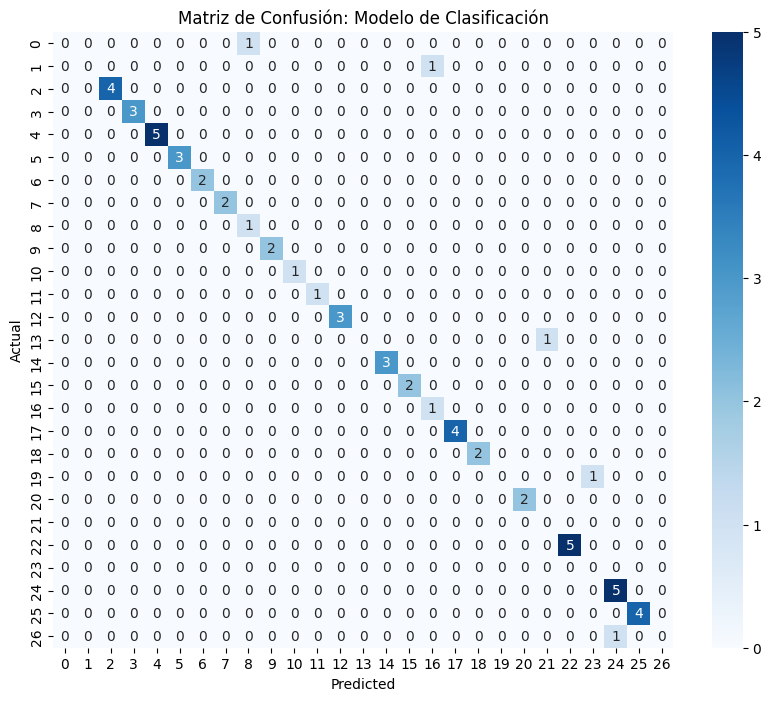 Matriz de Confusión: Modelo de Clasificación
0 0 0 0 0 0 0 0 0 1 0 0 0 0 0 0 0 0 0 0 0 0 0 0 0 0 0 0
1 0 0 0 0 0 0 0 0 0 0 0 0 0 0 0 0 1 0 0 0 0 0 0 0 0 0 0
2 0 0 4 0 0 0 0 0 0 0 0 0 0 0 0 0 0 0 0 0 0 0 0 0 0 0 0
3 0 0 0 3 0 0 0 0 0 0 0 0 0 0 0 0 0 0 0 0 0 0 0 0 0 0 0
4 0 0 0 0 5 0 0 0 0 0 0 0 0 0 0 0 0 0 0 0 0 0 0 0 0 0 0
5 0 0 0 0 0 3 0 0 0 0 0 0 0 0 0 0 0 0 0 0 0 0 0 0 0 0 0
6 0 0 0 0 0 0 2 0 0 0 0 0 0 0 0 0 0 0 0 0 0 0 0 0 0 0 0
7 0 0 0 0 0 0 0 2 0 0 0 0 0 0 0 0 0 0 0 0 0 0 0 0 0 0 0
8 0 0 0 0 0 0 0 0 1 0 0 0 0 0 0 0 0 0 0 0 0 0 0 0 0 0 0
9 0 0 0 0 0 0 0 0 0 2 0 0 0 0 0 0 0 0 0 0 0 0 0 0 0 0 0
10 0 0 0 0 0 0 0 0 0 0 1 0 0 0 0 0 0 0 0 0 0 0 0 0 0 0 0
11 0 0 0 0 0 0 0 0 0 0 0 1 0 0 0 0 0 0 0 0 0 0 0 0 0 0 0
12 0 0 0 0 0 0 0 0 0 0 0 0 3 0 0 0 0 0 0 0 0 0 0 0 0 0 0
13 0 0 0 0 0 0 0 0 0 0 0 0 0 0 0 0 0 0 0 0 0 1 0 0 0 0 0
14 0 0 0 0 0 0 0 0 0 0 0 0 0 0 3 0 0 0 0 0 0 0 0 0 0 0 0
15 0 0 0 0 0 0 0 0 0 0 0 0 0 0 0 2 0 0 0 0 0 0 0 0 0 0 0
16 0 0 0 0 0 0 0 0 0 0 0 0 0 0 0 0 1 0 0 0 0 0 0 0 0 0 0
17 0 0 0 0 0 0 0 0 0 0 0 0 0 0 0 0 0 4 0 0 0 0 0 0 0 0 0
18 0 0 0 0 0 0 0 0 0 0 0 0 0 0 0 0 0 0 2 0 0 0 0 0 0 0 0
19 0 0 0 0 0 0 0 0 0 0 0 0 0 0 0 0 0 0 0 0 0 0 0 1 0 0 0
20 0 0 0 0 0 0 0 0 0 0 0 0 0 0 0 0 0 0 0 0 2 0 0 0 0 0 0
21 0 0 0 0 0 0 0 0 0 0 0 0 0 0 0 0 0 0 0 0 0 0 0 0 0 0 0
22 0 0 0 0 0 0 0 0 0 0 0 0 0 0 0 0 0 0 0 0 0 0 5 0 0 0 0
23 0 0 0 0 0 0 0 0 0 0 0 0 0 0 0 0 0 0 0 0 0 0 0 0 0 0 0
24 0 0 0 0 0 0 0 0 0 0 0 0 0 0 0 0 0 0 0 0 0 0 0 0 5 0 0
25 0 0 0 0 0 0 0 0 0 0 0 0 0 0 0 0 0 0 0 0 0 0 0 0 0 4 0
26 0 0 0 0 0 0 0 0 0 0 0 0 0 0 0 0 0 0 0 0 0 0 0 0 1 0 0
0 1 2 3 4 5 6 7 8 9 10 11 12 13 14 15 16 17 18 19 20 21 22 23 24 25 26
Predicted
Actual
5
4
3
2
1
0